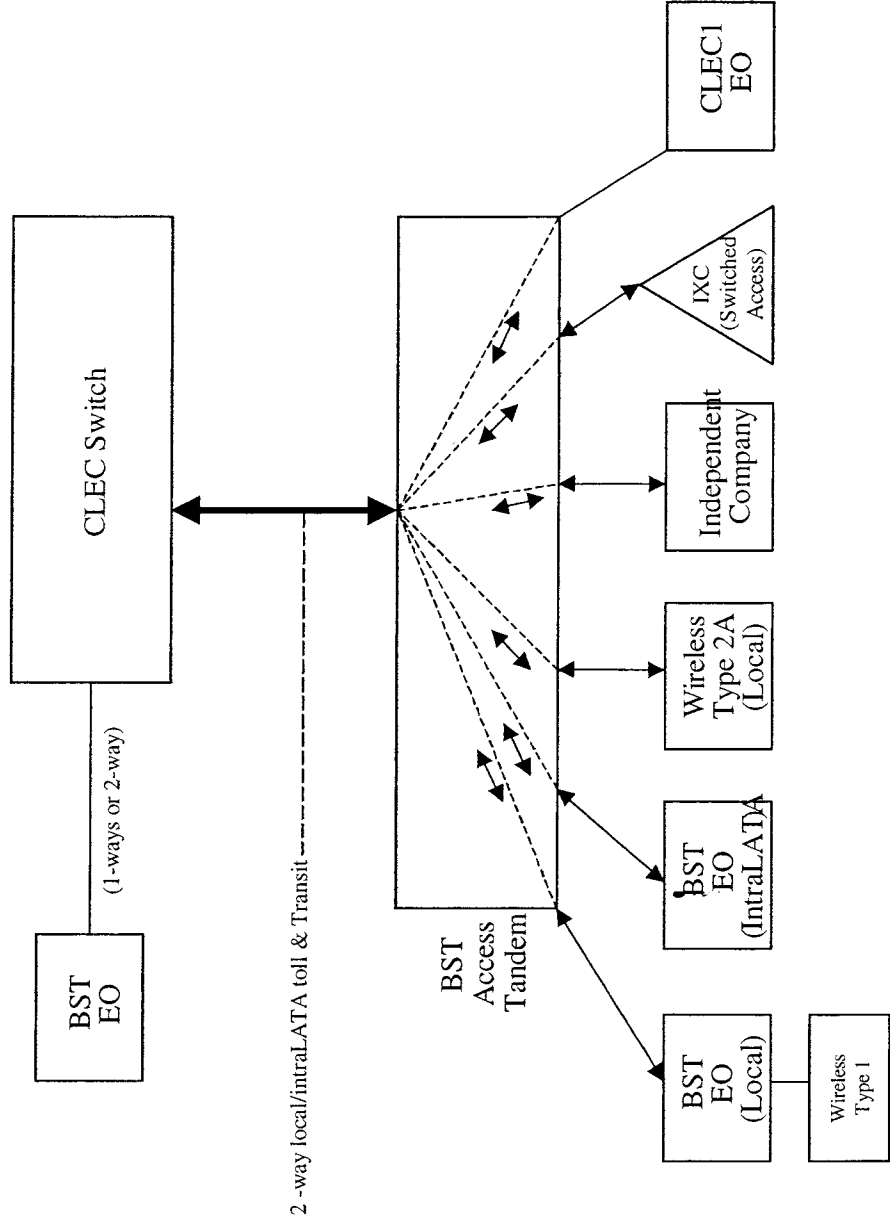 CLEC Switch
BST
EO
(1-ways or 2-way)
2 -way local/intraLATA toll & Transit
BST
Access
Tandem
BST
EO
(Local)
Wireless
Type 1
BST
EO
(IntraLATA)
Wireless
Type 2A
(Local)
Independent
Company
IXC
(Switched
Access)
CLEC1
EO